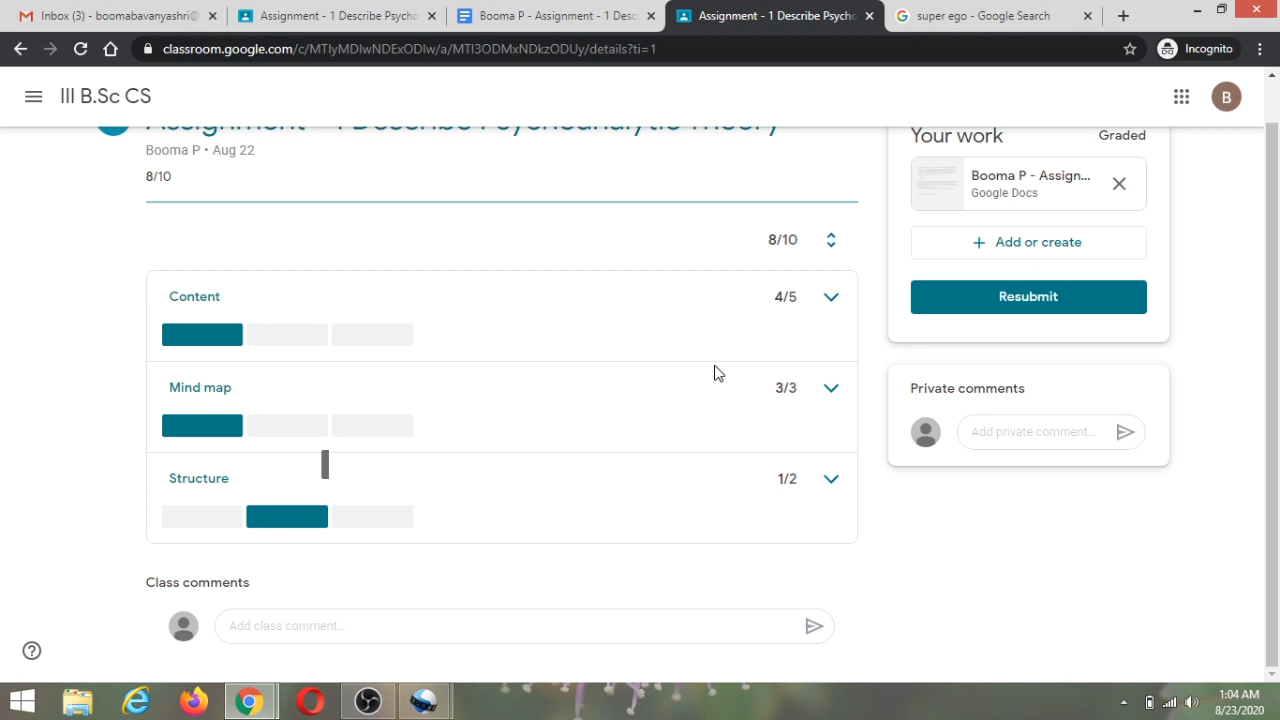 Inbox (3) - boomabavanyashri@
Assignment - 1 Describe Psycho
Booma P - Assignment - 1 Desc
Assignment - 1 Describe Psycho
superego - Google Search
classroom.google.com/c/MTIyMDIwNDExODIw/a/MTI3ODMxNDkzODUy/details?ti=1
Incognito
III B.Sc CS
B
Assignment - 1 Describe Psychoanalytic Theory
Booma P • Aug 22
8/10
Your work
Graded
Booma P - Assign...
Google Docs
+ Add or create
Resubmit
8/10
Content
4/5
Mind map
3/3
Structure
1/2
Private comments
Add private comment...
Class comments
Add class comment...
1:04 AM
8/23/2020